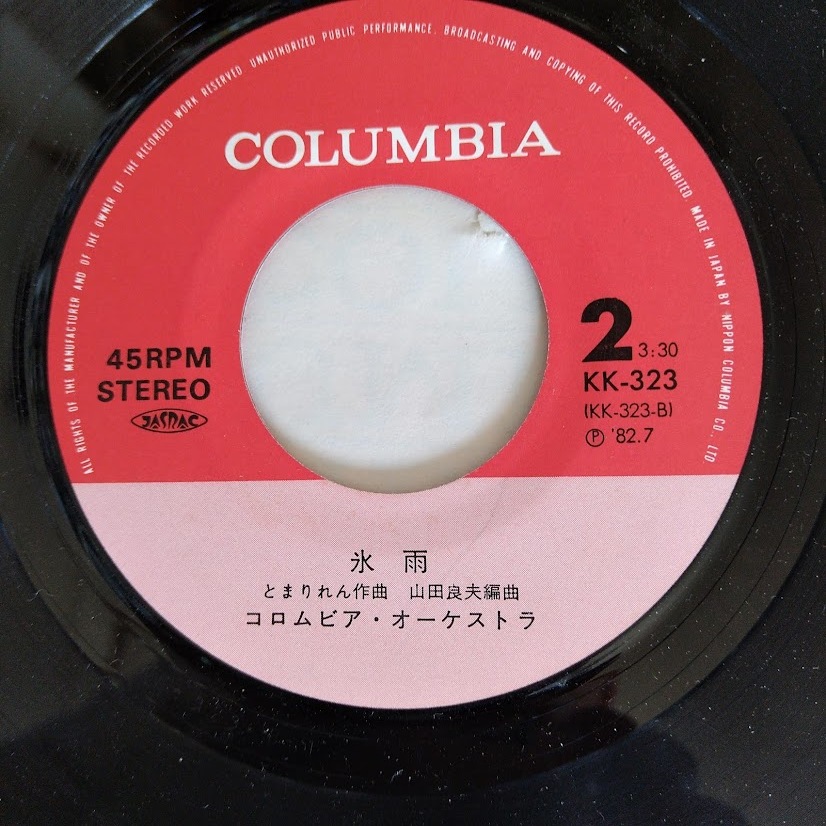 ALL RIGHTS OF THE MANUFACTURER AND OF THE OWNER OF THE RECORDED WORK RESERVED. UNAUTHORIZED PUBLIC PERFORMANCE, BROADCASTING AND COPYING OF THIS RECORD PROHIBITED. MADE IN JAPAN BY NIPPON COLUMBIA CO., LTD.
COLUMBIA
45RPM
STEREO
JASRAC
2 3:30
KK-323
(KK-323-B)
Ⓟ '82.7
氷雨
とまりれん作曲 山田良夫編曲
コロムビア・オーケストラ